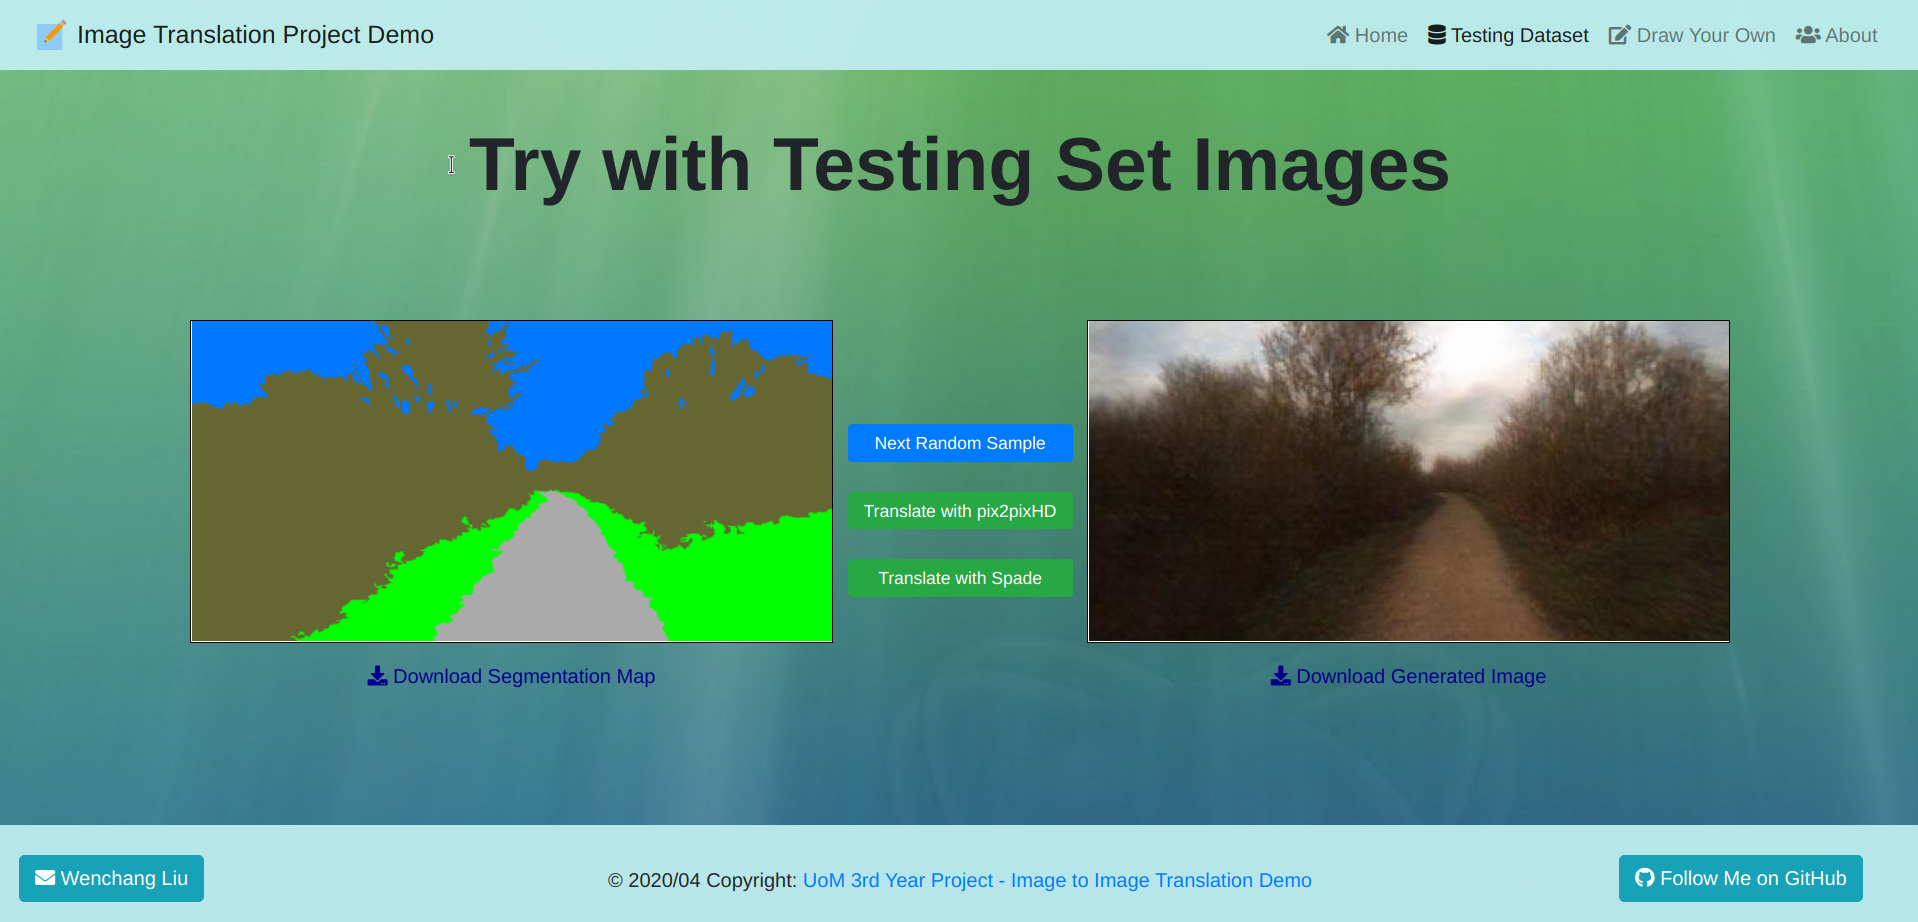 Image Translation Project Demo
Home
Testing Dataset
Draw Your Own
About
Try with Testing Set Images
Next Random Sample
Translate with pix2pixHD
Translate with Spade
Download Segmentation Map
Download Generated Image
Wenchang Liu
© 2020/04 Copyright: UoM 3rd Year Project - Image to Image Translation Demo
Follow Me on GitHub